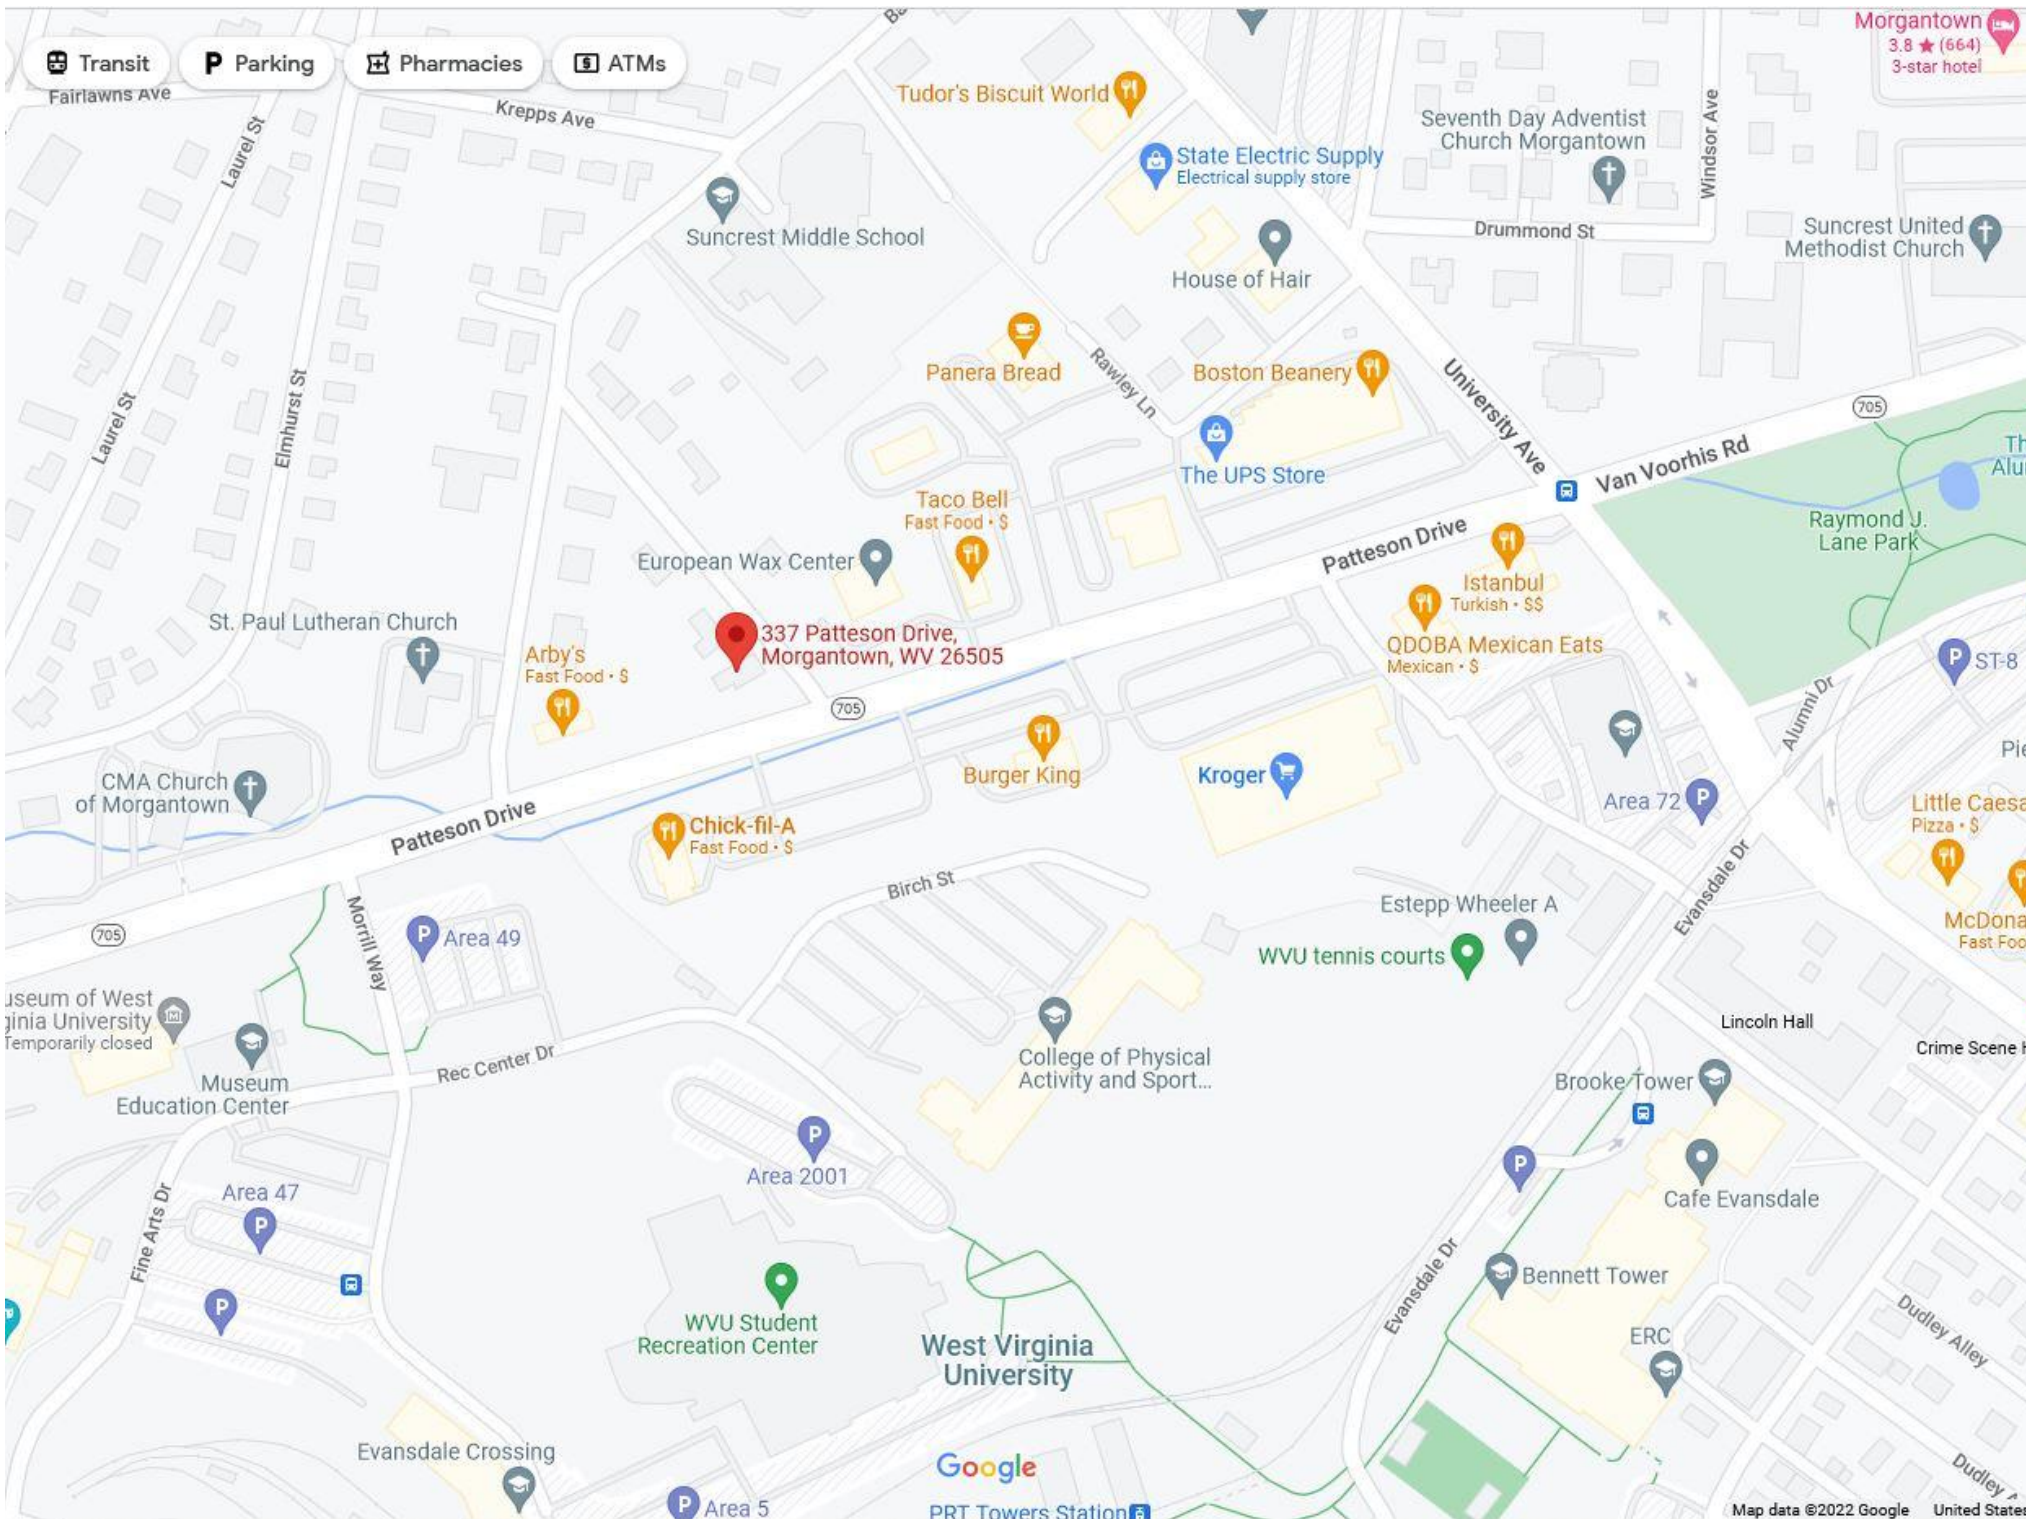 Morgantown
3.8 ★ (664)
3-star hotel
Transit
Parking
Pharmacies
ATMs
Fairlawns Ave
Krepps Ave
Laurel St
Tudor's Biscuit World
State Electric Supply
Electrical supply store
Seventh Day Adventist
Church Morgantown
Windsor Ave
Suncrest Middle School
House of Hair
Drummond St
Suncrest United
Methodist Church
Panera Bread
Rawley Ln
Boston Beanery
University Ave
705
Laurel St
Elmhurst St
The UPS Store
Van Voorhis Rd
Taco Bell
Fast Food • $
European Wax Center
Patteson Drive
Raymond J.
Lane Park
Istanbul
Turkish • $$
St. Paul Lutheran Church
337 Patteson Drive,
Morgantown, WV 26505
QDOBA Mexican Eats
Mexican • $
Arby's
Fast Food • $
ST-8
705
Alumni Dr
CMA Church
of Morgantown
Burger King
Kroger
Area 72
Patteson Drive
Chick-fil-A
Fast Food • $
Pizza • $
Birch St
Evansdale Dr
Estepp Wheeler A
705
Morrill Way
Area 49
WVU tennis courts
Museum
Education Center
Rec Center Dr
College of Physical
Activity and Sport...
Lincoln Hall
Crime Scene
Brooke Tower
Area 2001
Area 47
Cafe Evansdale
Fine Arts Dr
Evansdale Dr
Bennett Tower
WVU Student
Recreation Center
West Virginia
University
ERC
Dudley Alley
Evansdale Crossing
Google
Dudley
Area 5
PRT Towers Station
Map data ©2022 Google
United States